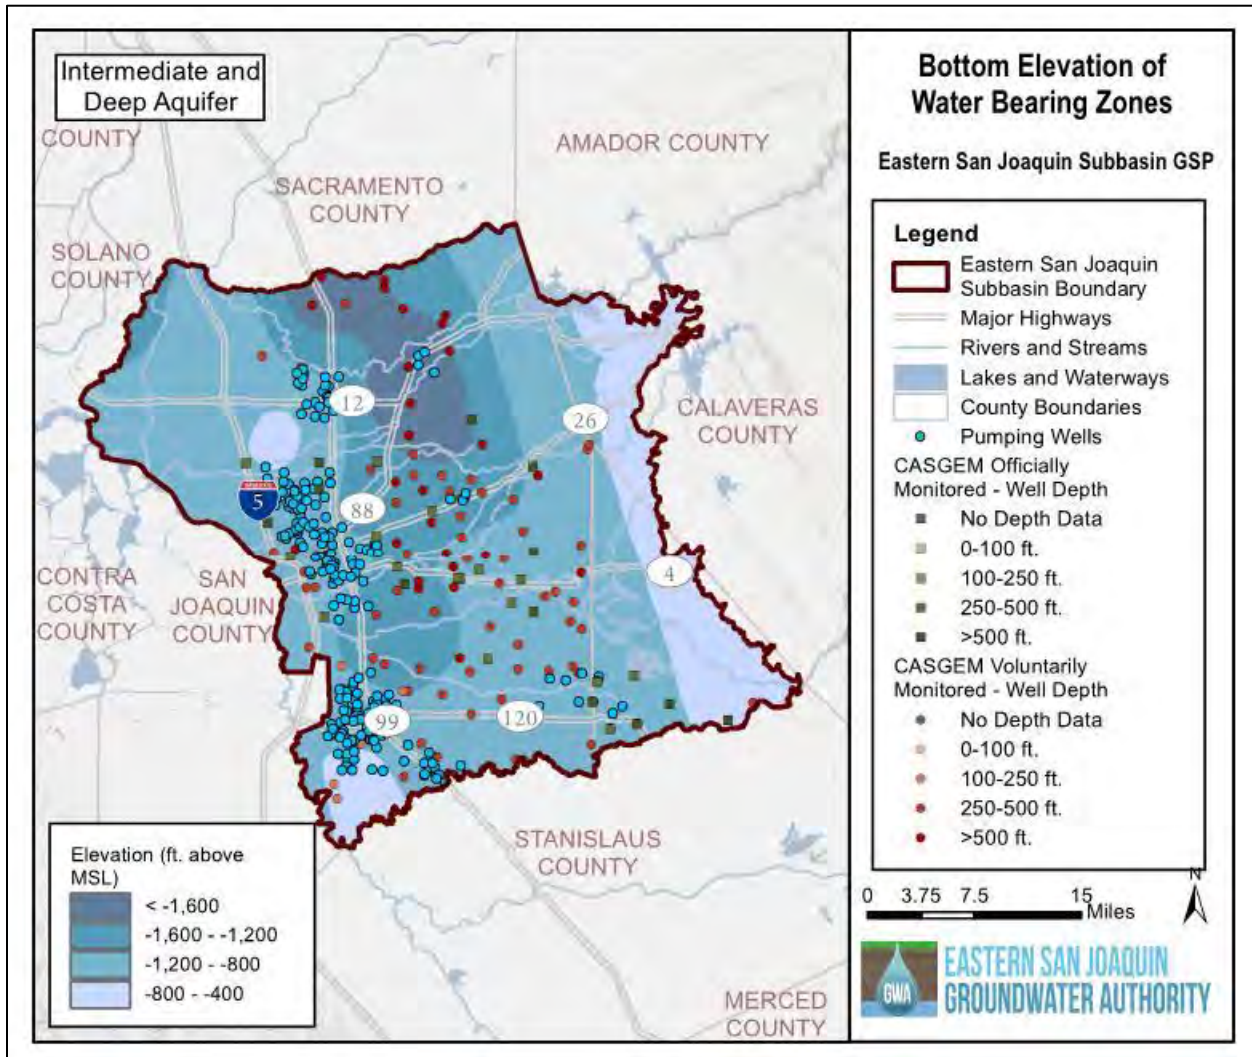 Intermediate and
Deep Aquifer
COUNTY
AMADOR COUNTY
SACRAMENTO
COUNTY
SOLANO
COUNTY
CALAVERAS
COUNTY
12
26
5
88
4
CONTRA
COSTA
COUNTY
SAN
JOAQUIN
COUNTY
99
120
STANISLAUS
COUNTY
MERCED
COUNTY
Elevation (ft. above
MSL)
< -1,600
-1,600 - -1,200
-1,200 - -800
-800 - -400
Bottom Elevation of
Water Bearing Zones
Eastern San Joaquin Subbasin GSP
Legend
Eastern San Joaquin
Subbasin Boundary
Major Highways
Rivers and Streams
Lakes and Waterways
County Boundaries
Pumping Wells
CASGEM Officially
Monitored - Well Depth
No Depth Data
0-100 ft.
100-250 ft.
250-500 ft.
>500 ft.
CASGEM Voluntarily
Monitored - Well Depth
No Depth Data
0-100 ft.
100-250 ft.
250-500 ft.
>500 ft.
N
0 3.75 7.5 15
Miles
GWA
EASTERN SAN JOAQUIN
GROUNDWATER AUTHORITY